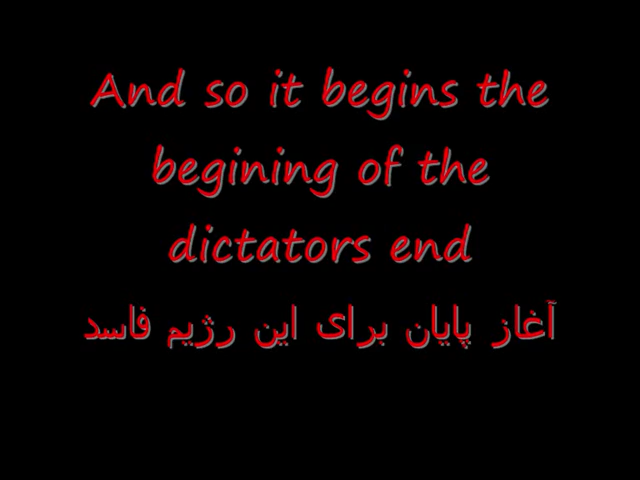 And so it begins the
begining of the
dictators end
آغاز پایان برای این رژیم فاسد